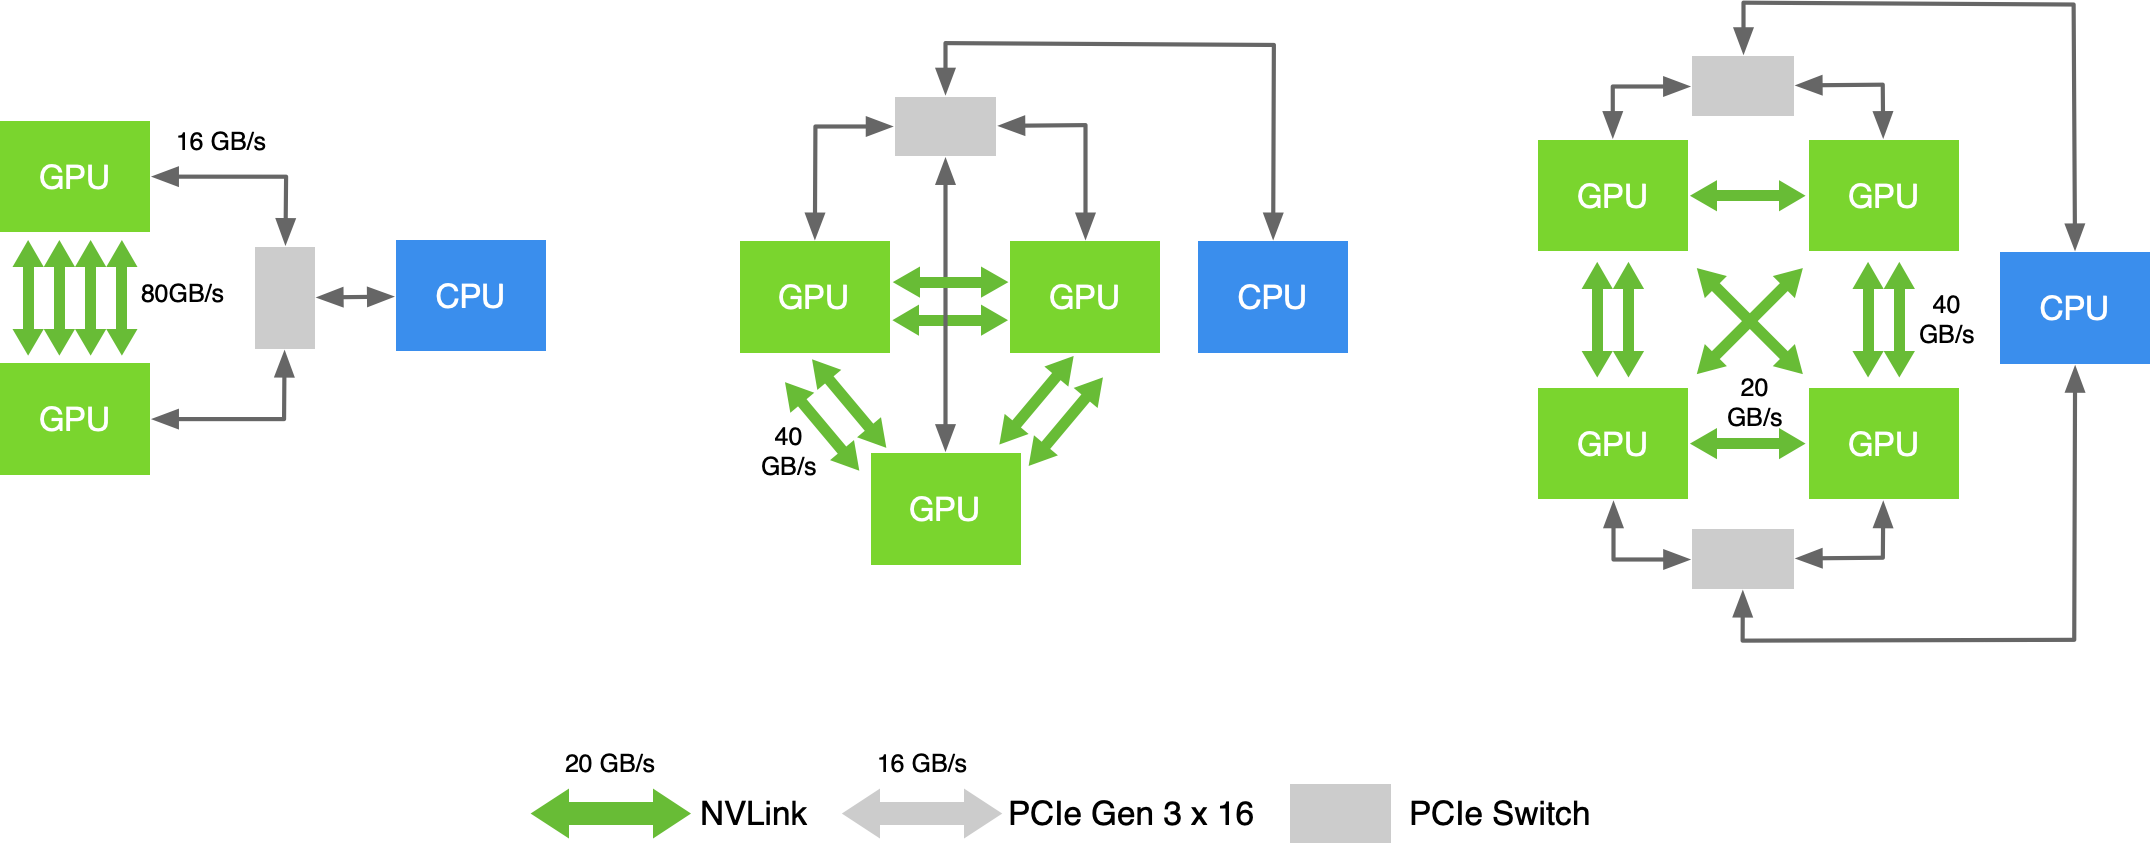 16 GB/s
GPU
80GB/s
CPU
GPU
GPU
GPU
CPU
40
GB/s
GPU
GPU
GPU
40
GB/s
CPU
20
GB/s
GPU
GPU
20 GB/s
NVLink
16 GB/s
PCIe Gen 3 x 16
PCIe Switch